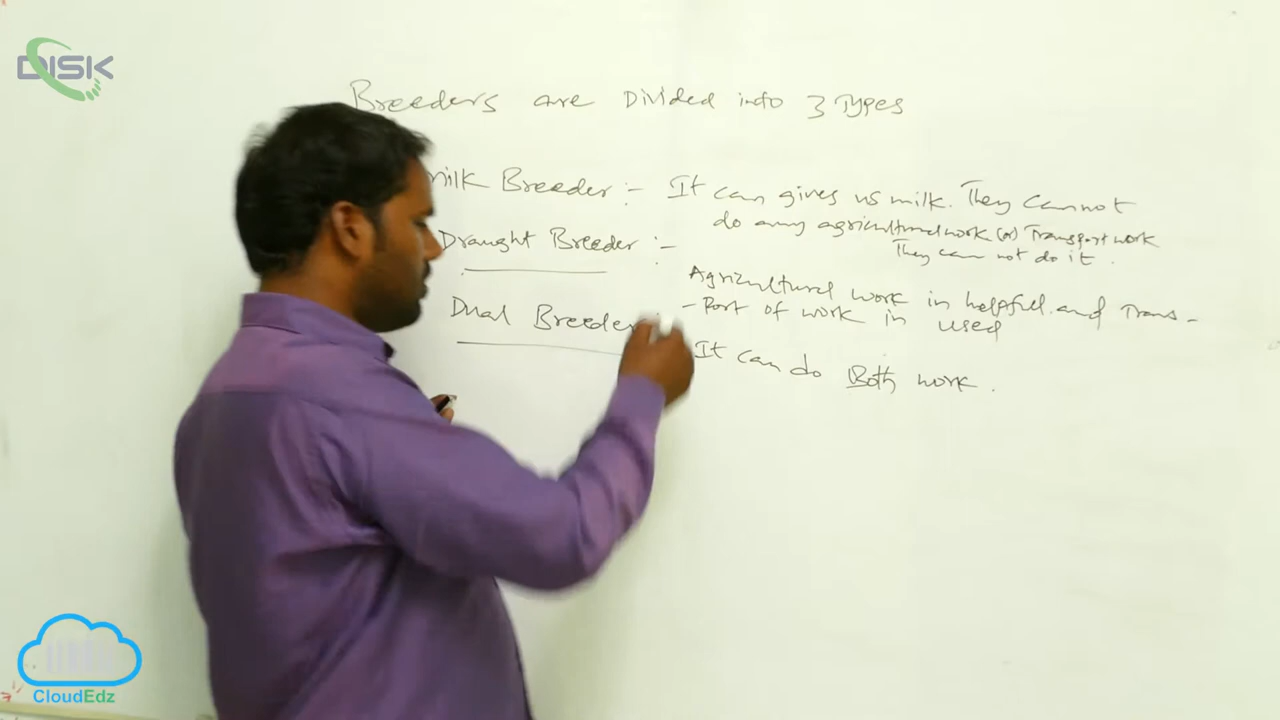 DISK
Breeders are Divided into 3 Types
milk Breeder :- It can gives us milk. They cannot
do any agricultural work (or) Transport work
They can not do it.
Draught Breeder :-
Agricultural work in helpfull and Trans-
-Port of work in used
Dual Breeder
It can do Both work.
CloudEdz